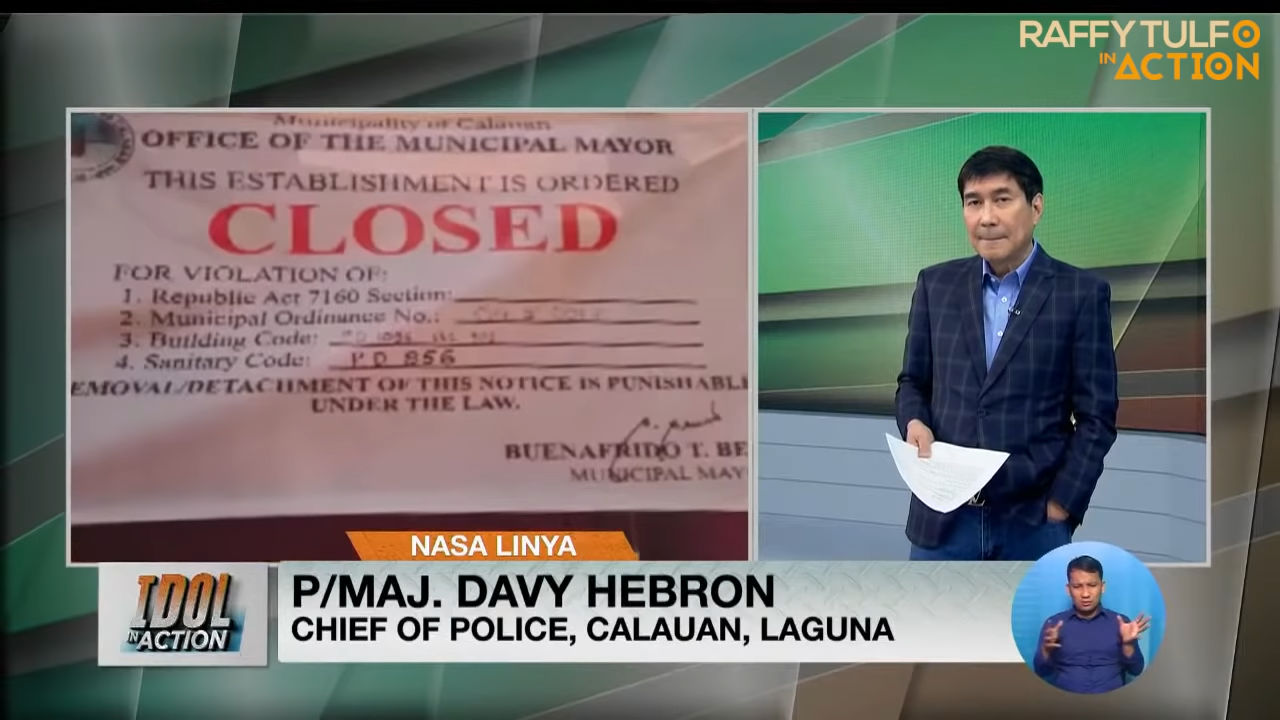 RAFFY TULFO
IN ACTION
Municipality of Calauan
OFFICE OF THE MUNICIPAL MAYOR
THIS ESTABLISHMENT IS ORDERED
CLOSED
FOR VIOLATION OF:
1. Republic Act 7160 Section:
2. Municipal Ordinance No.:
3. Building Code:
4. Sanitary Code: PD 856
EMOVAL/DETACHMENT OF THIS NOTICE IS PUNISHABL
UNDER THE LAW.
BUENAFRIDO T. BE
MUNICIPAL MAY
NASA LINYA
IDOL
IN ACTION
P/MAJ. DAVY HEBRON
CHIEF OF POLICE, CALAUAN, LAGUNA